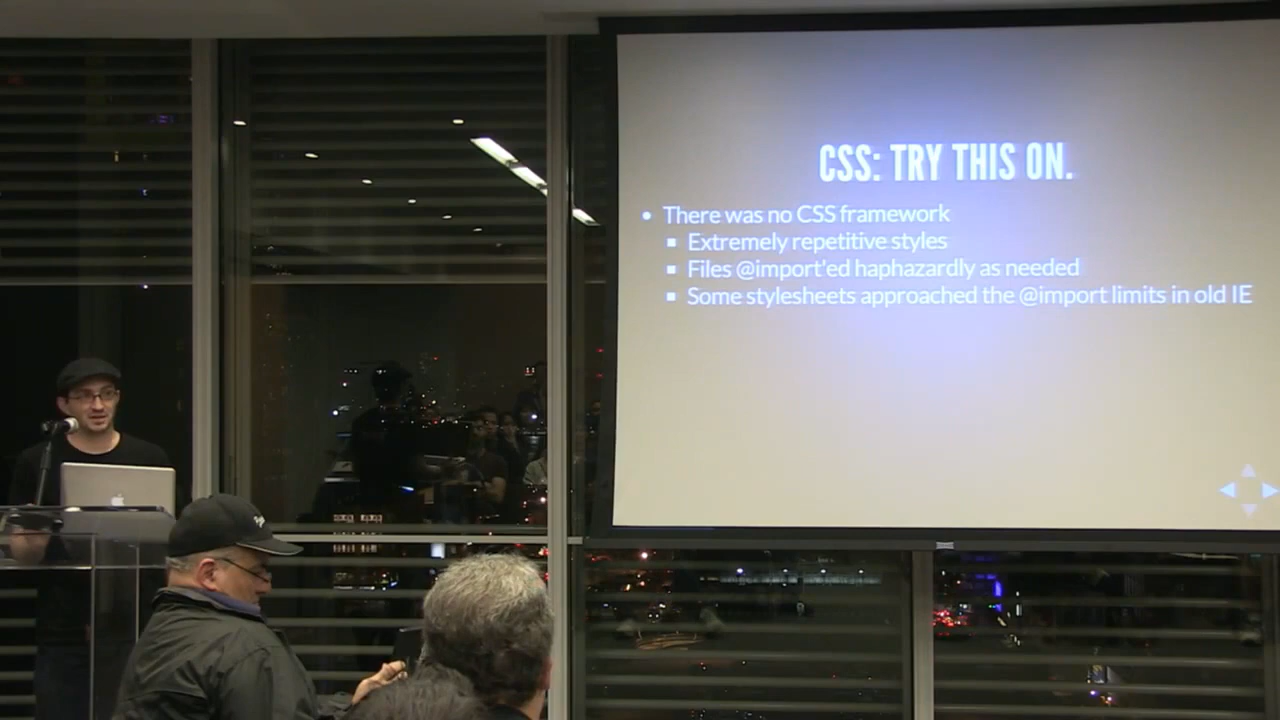 CSS: TRY THIS ON.
There was no CSS framework
Extremely repetitive styles
Files @import'ed haphazardly as needed
Some stylesheets approached the @import limits in old IE